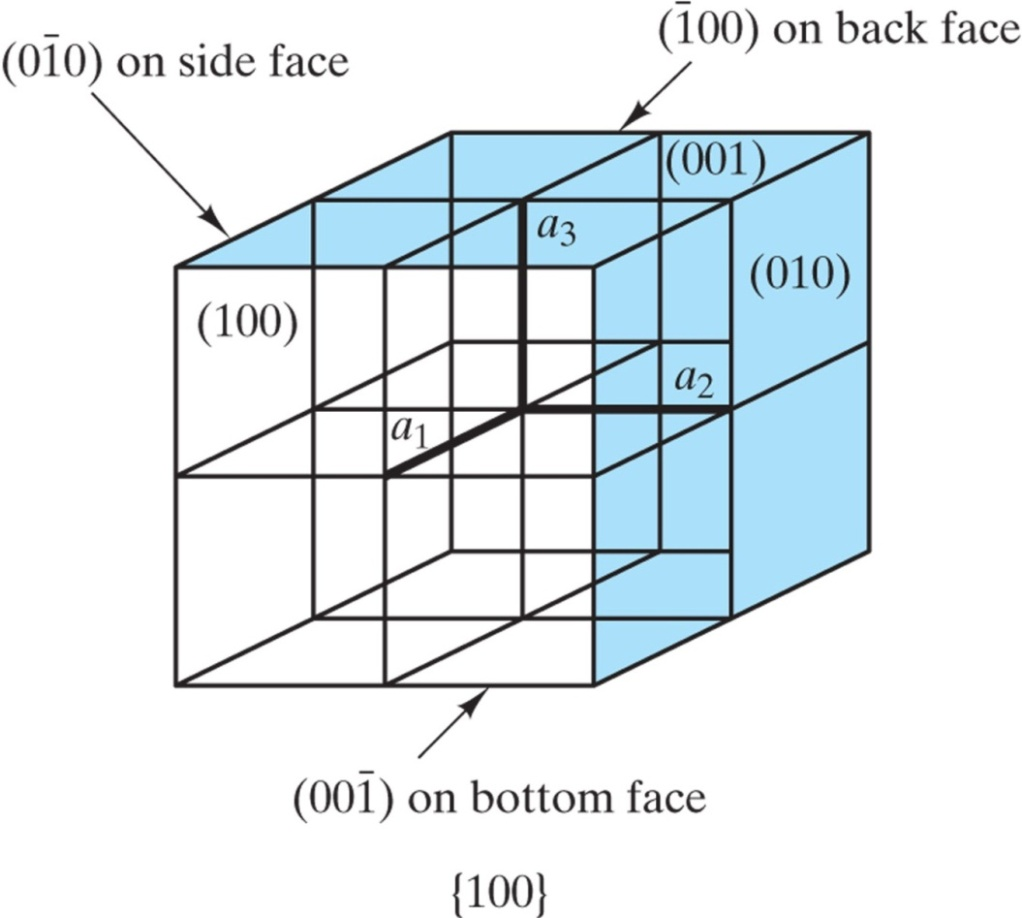 (1̄00) on back face
(01̄0) on side face
(001)
a₃
(010)
(100)
a₂
a₁
(001̄) on bottom face
{100}